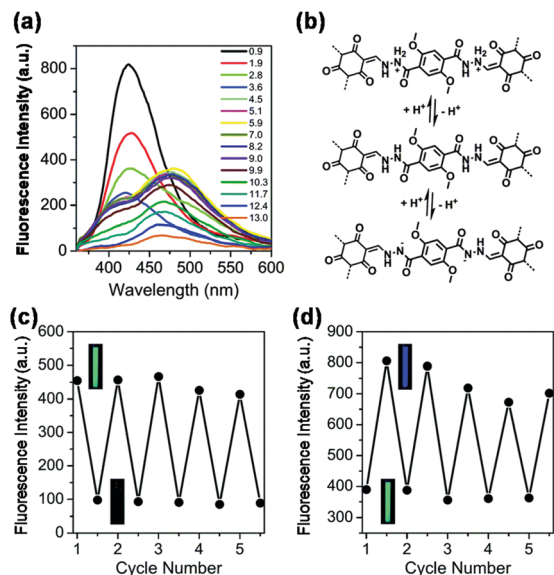 (a)
Fluorescence Intensity (a.u.)
800
600
400
200
0
400 450 500 550 600
Wavelength (nm)
0.9
1.9
2.8
3.6
4.5
5.1
5.9
7.0
8.2
9.0
9.9
10.3
11.7
12.4
13.0
(b)
O O H2 N N H O O O O N H N H2 O O O
+ H+ - H+
O O O N H H N O O O O N H H N O O O
+ H+ - H+
O O O N H N O O O O N N H O O O
(c)
Fluorescence Intensity (a.u.)
600
500
400
300
200
100
0
1 2 3 4 5
Cycle Number
(d)
Fluorescence Intensity (a.u.)
900
800
700
600
500
400
300
1 2 3 4 5
Cycle Number